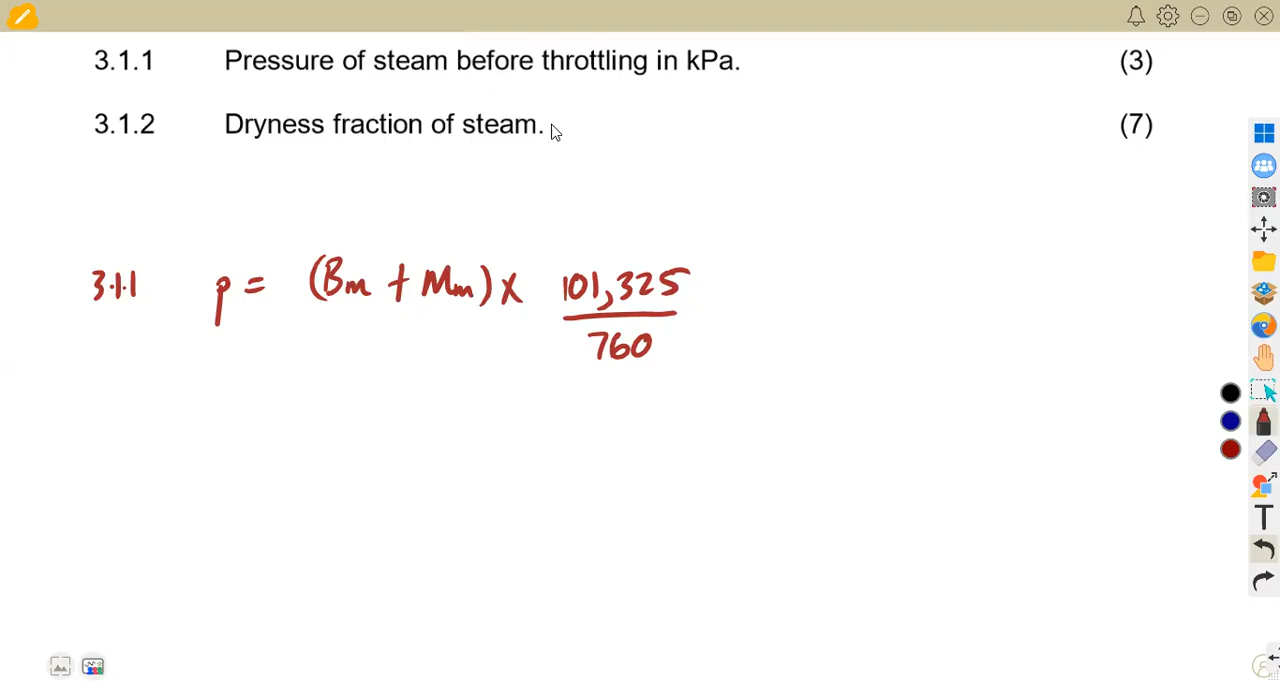 3.1.1 Pressure of steam before throttling in kPa. (3)
3.1.2 Dryness fraction of steam. (7)
3.1.1 p = (Bm + Mm) x 101,325
760